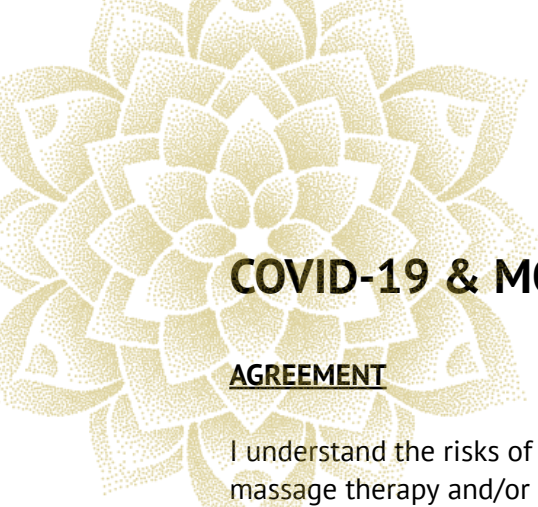 COVID-19 & MO
AGREEMENT
I understand the risks of
massage therapy and/or